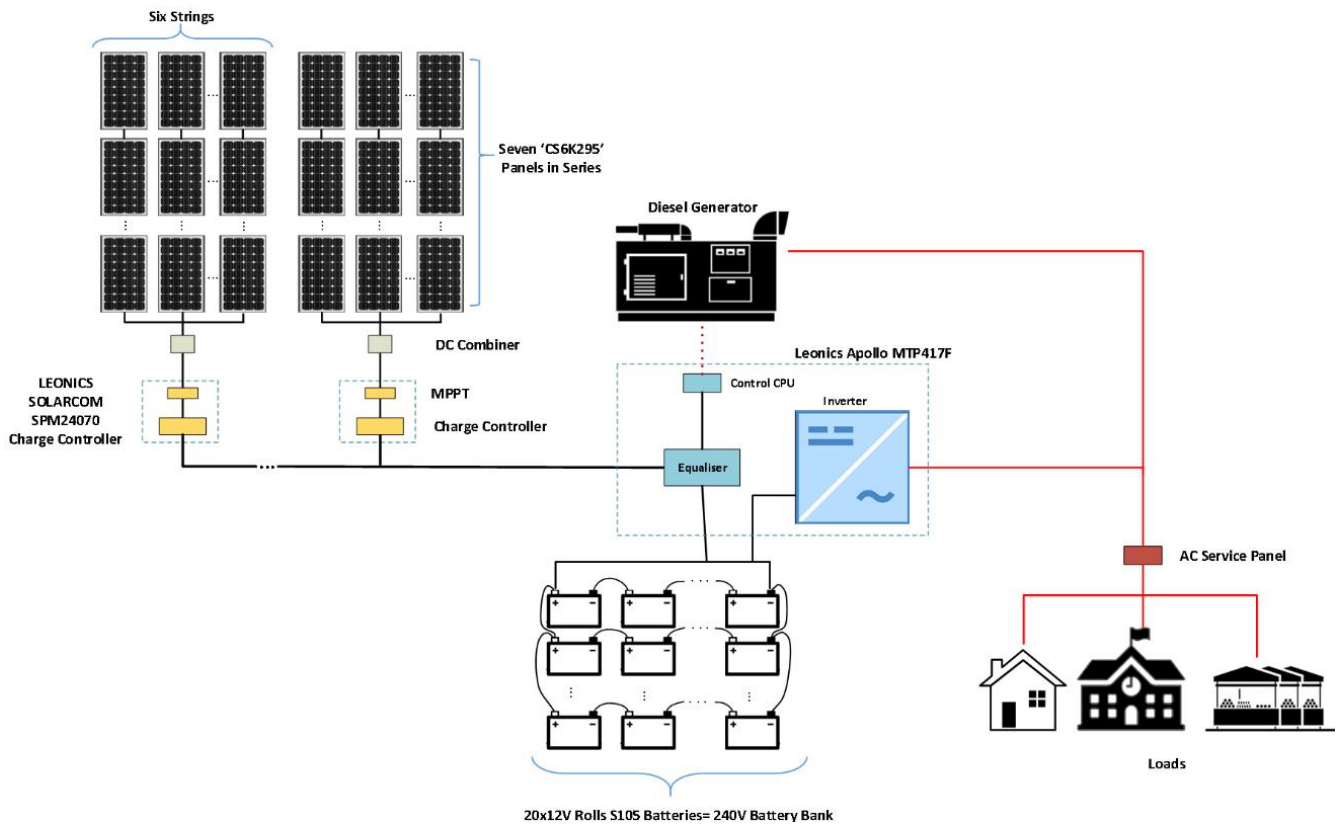 Six Strings
Seven ‘CS6K295’
Panels in Series
Diesel Generator
DC Combiner
Leonics Apollo MTP417F
LEONICS
SOLARCOM
SPM24070
Charge Controller
MPPT
Charge Controller
Control CPU
Inverter
Equaliser
AC Service Panel
Loads
20x12V Rolls S105 Batteries= 240V Battery Bank